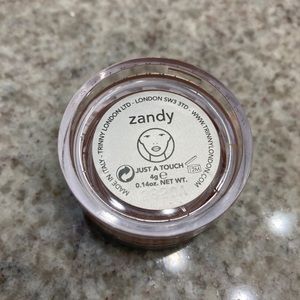 zandy
JUST A TOUCH
4g
0.14oz. NET WT.
12M
MADE IN ITALY - TRINNY LONDON LTD - LONDON SW3 3TD - WWW.TRINNYLONDON.COM